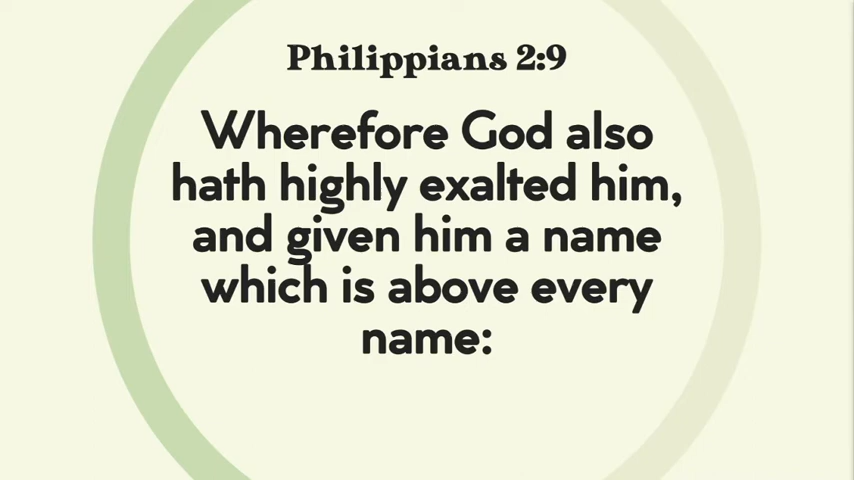 Philippians 2:9
Wherefore God also
hath highly exalted him,
and given him a name
which is above every
name: